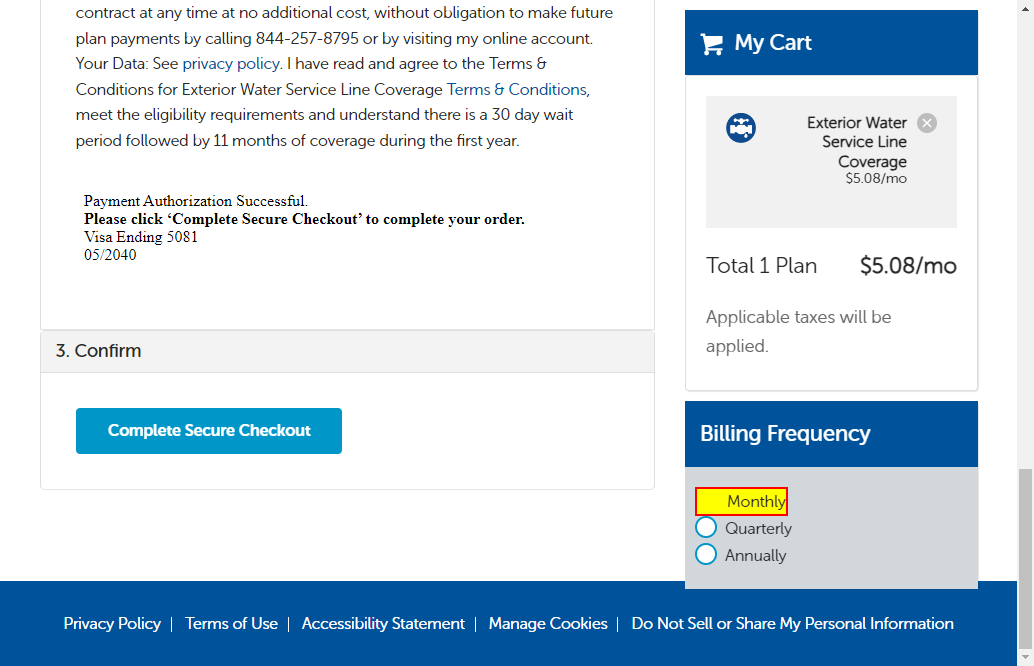 contract at any time at no additional cost, without obligation to make future
plan payments by calling 844-257-8795 or by visiting my online account.
Your Data: See privacy policy. I have read and agree to the Terms &
Conditions for Exterior Water Service Line Coverage Terms & Conditions,
meet the eligibility requirements and understand there is a 30 day wait
period followed by 11 months of coverage during the first year.
Payment Authorization Successful.
Please click ‘Complete Secure Checkout’ to complete your order.
Visa Ending 5081
05/2040
3. Confirm
Complete Secure Checkout
My Cart
Exterior Water
Service Line
Coverage
$5.08/mo
Total 1 Plan $5.08/mo
Applicable taxes will be
applied.
Billing Frequency
Monthly
Quarterly
Annually
Privacy Policy | Terms of Use | Accessibility Statement | Manage Cookies | Do Not Sell or Share My Personal Information